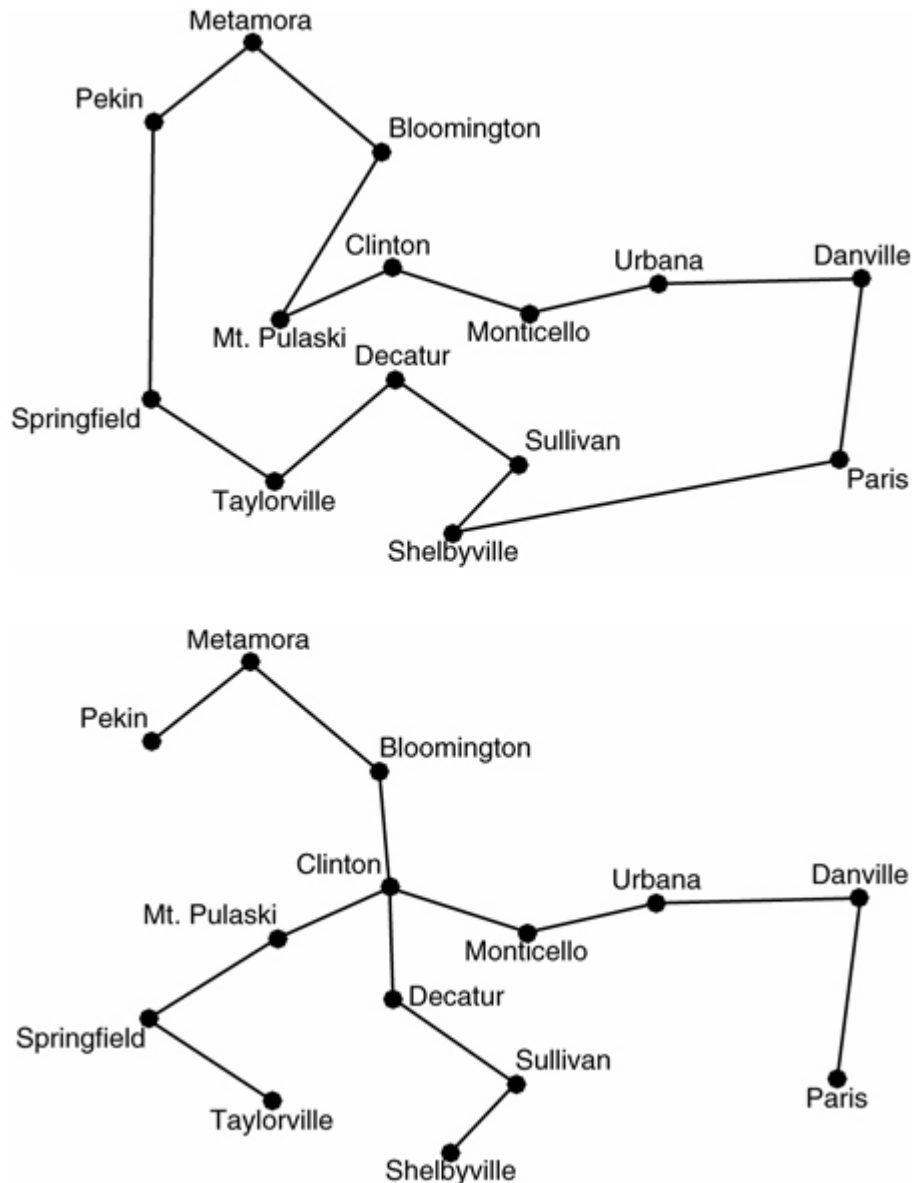 Metamora
Pekin
Bloomington
Clinton
Urbana
Danville
Mt. Pulaski
Monticello
Decatur
Springfield
Sullivan
Taylorville
Paris
Shelbyville
Metamora
Pekin
Bloomington
Clinton
Urbana
Danville
Mt. Pulaski
Monticello
Decatur
Springfield
Sullivan
Taylorville
Paris
Shelbyville